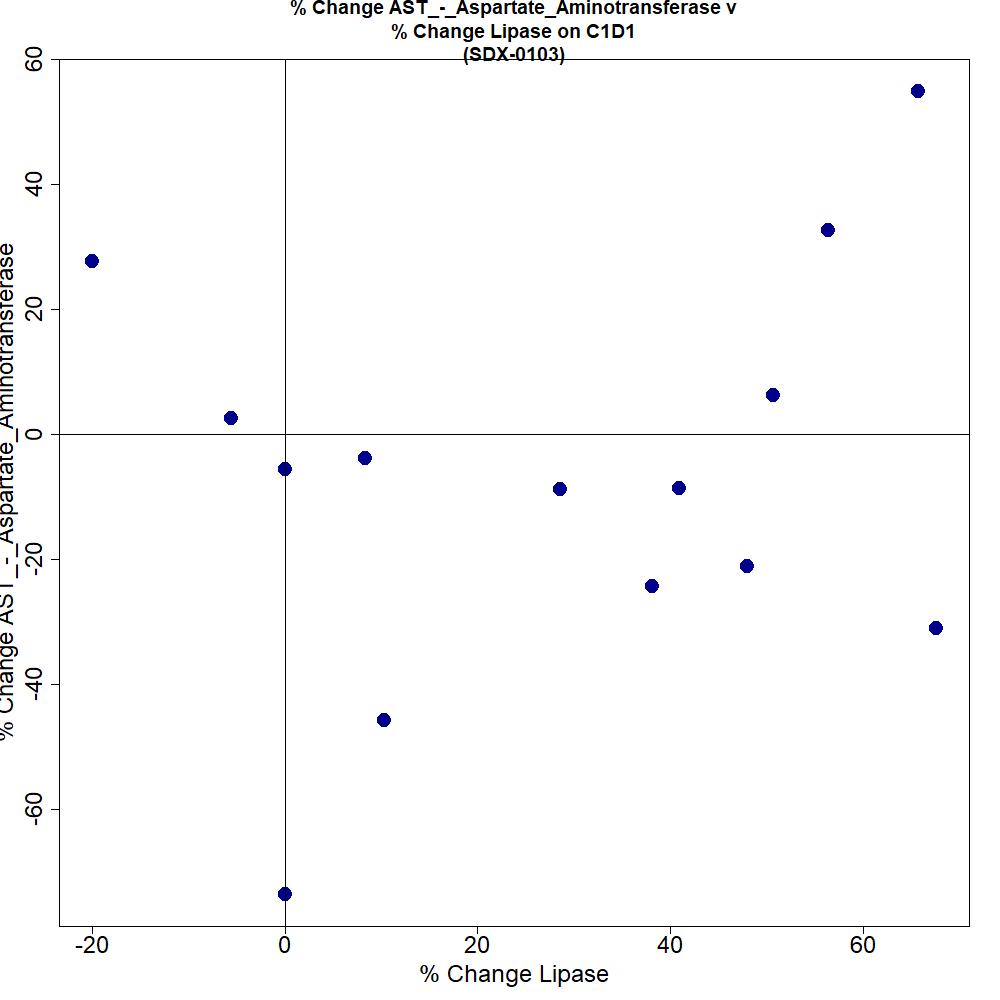 % Change AST_-_Aspartate_Aminotransferase v
% Change Lipase on C1D1
(SDX-0103)
% Change AST_-_Aspartate_Aminotransferase
60
40
20
0
-20
-40
-60
-20 0 20 40 60
% Change Lipase